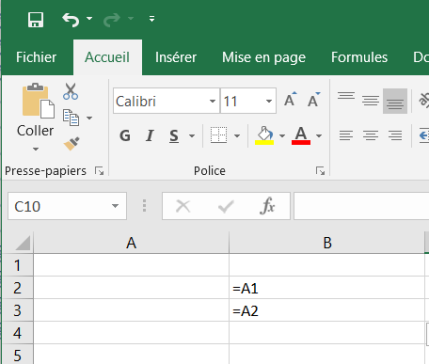 Fichier Accueil Insérer Mise en page Formules Do
Coller
Calibri 11 A A
G I S A
Presse-papiers Police
C10 fx
A B
1
2 =A1
3 =A2
4
5